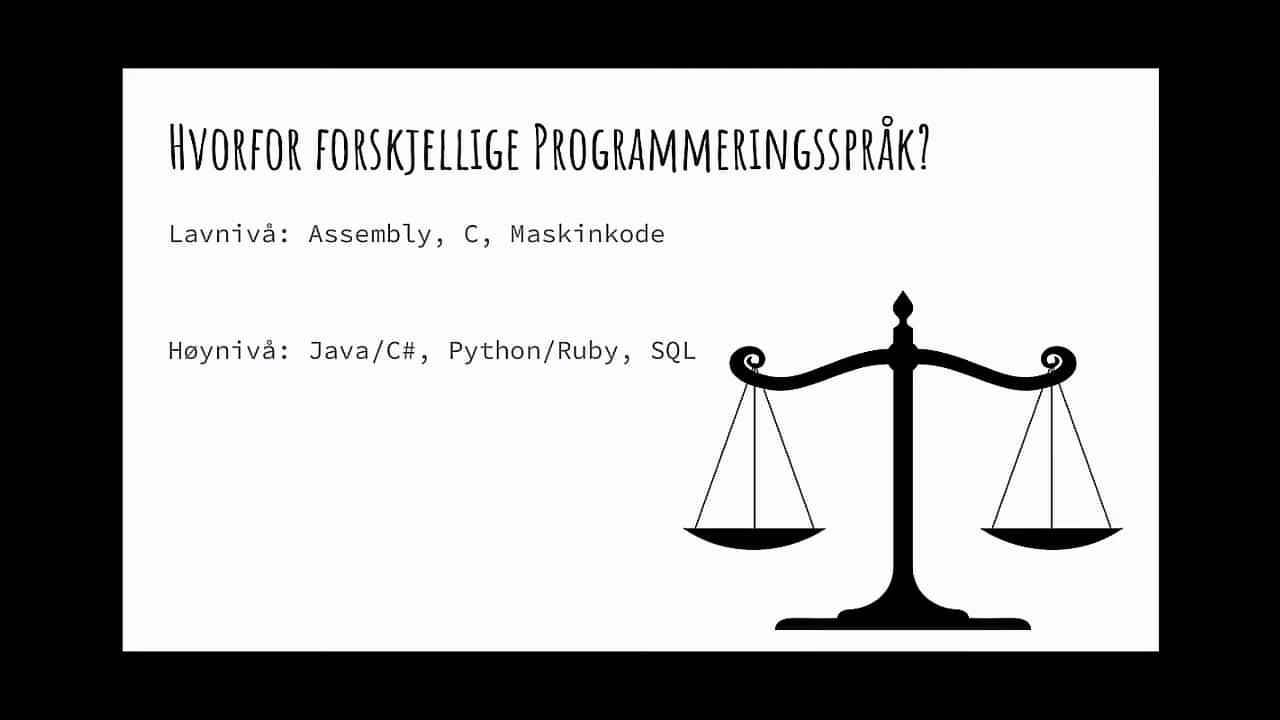 Hvorfor forskjellige Programmeringsspråk?
Lavnivå: Assembly, C, Maskinkode
Høynivå: Java/C#, Python/Ruby, SQL